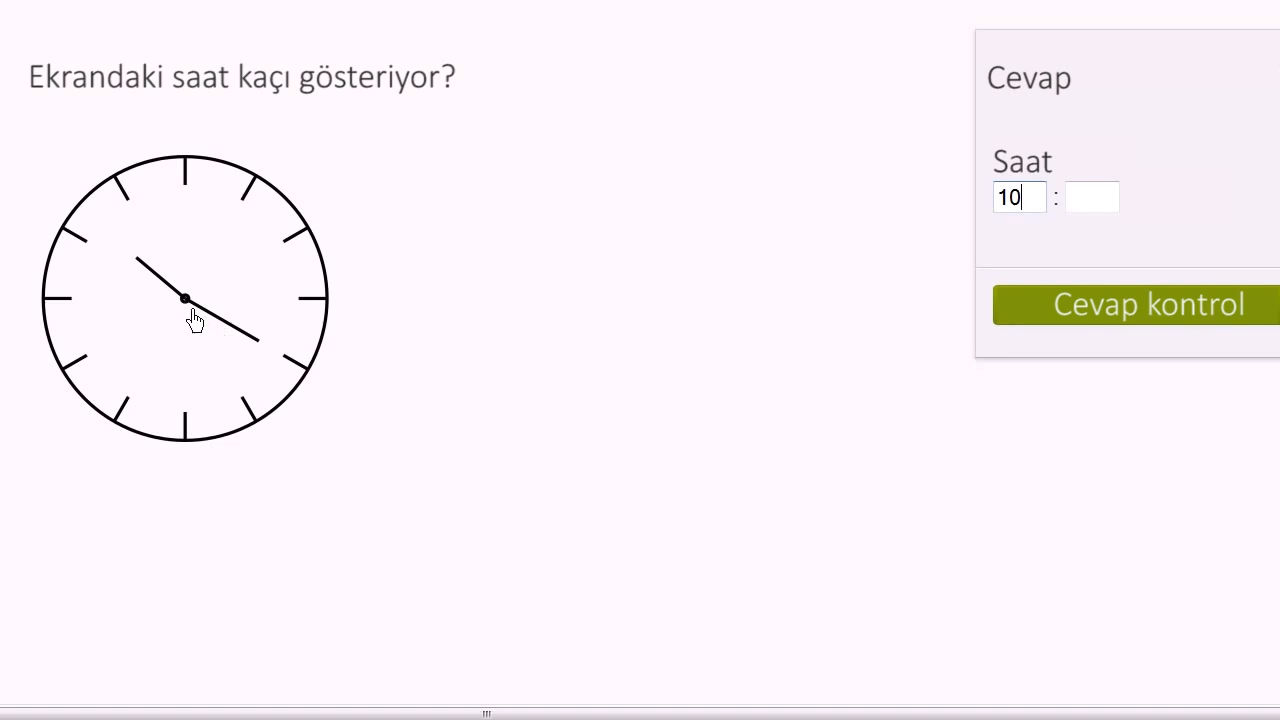 Ekrandaki saat kaçı gösteriyor?
Cevap
Saat
10 :
Cevap kontrol